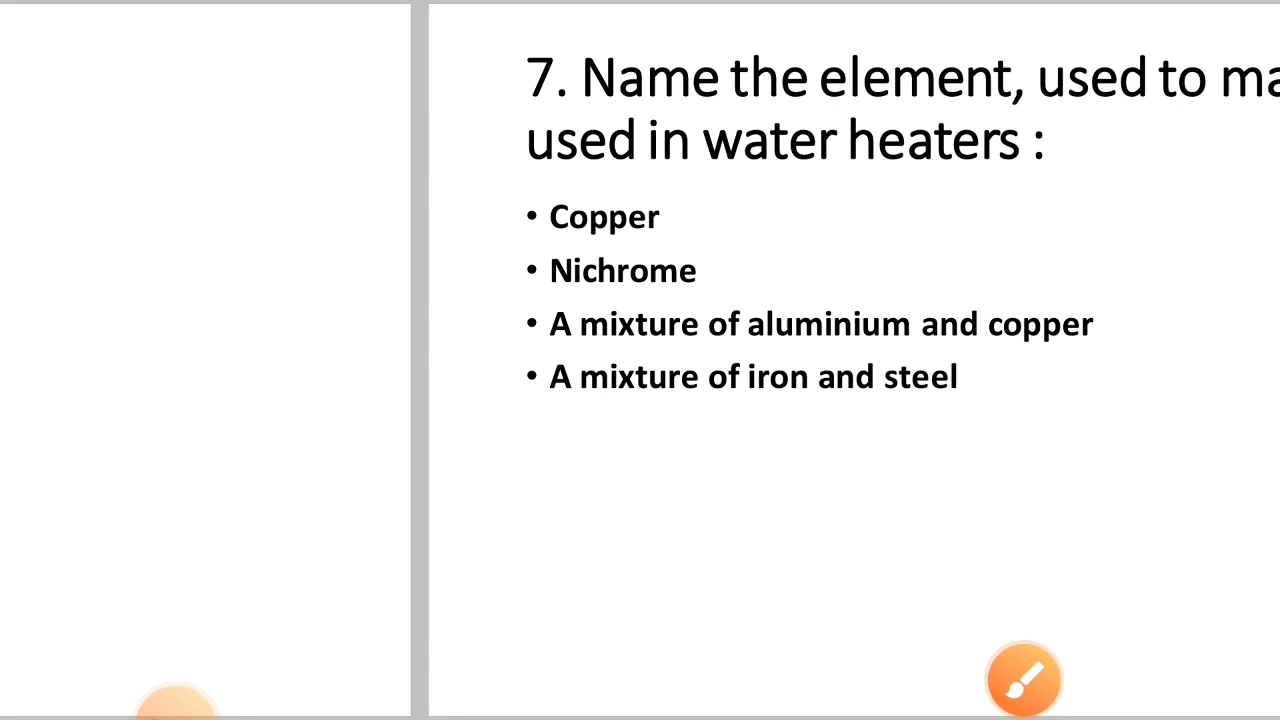 7. Name the element, used to ma
used in water heaters :
• Copper
• Nichrome
• A mixture of aluminium and copper
• A mixture of iron and steel